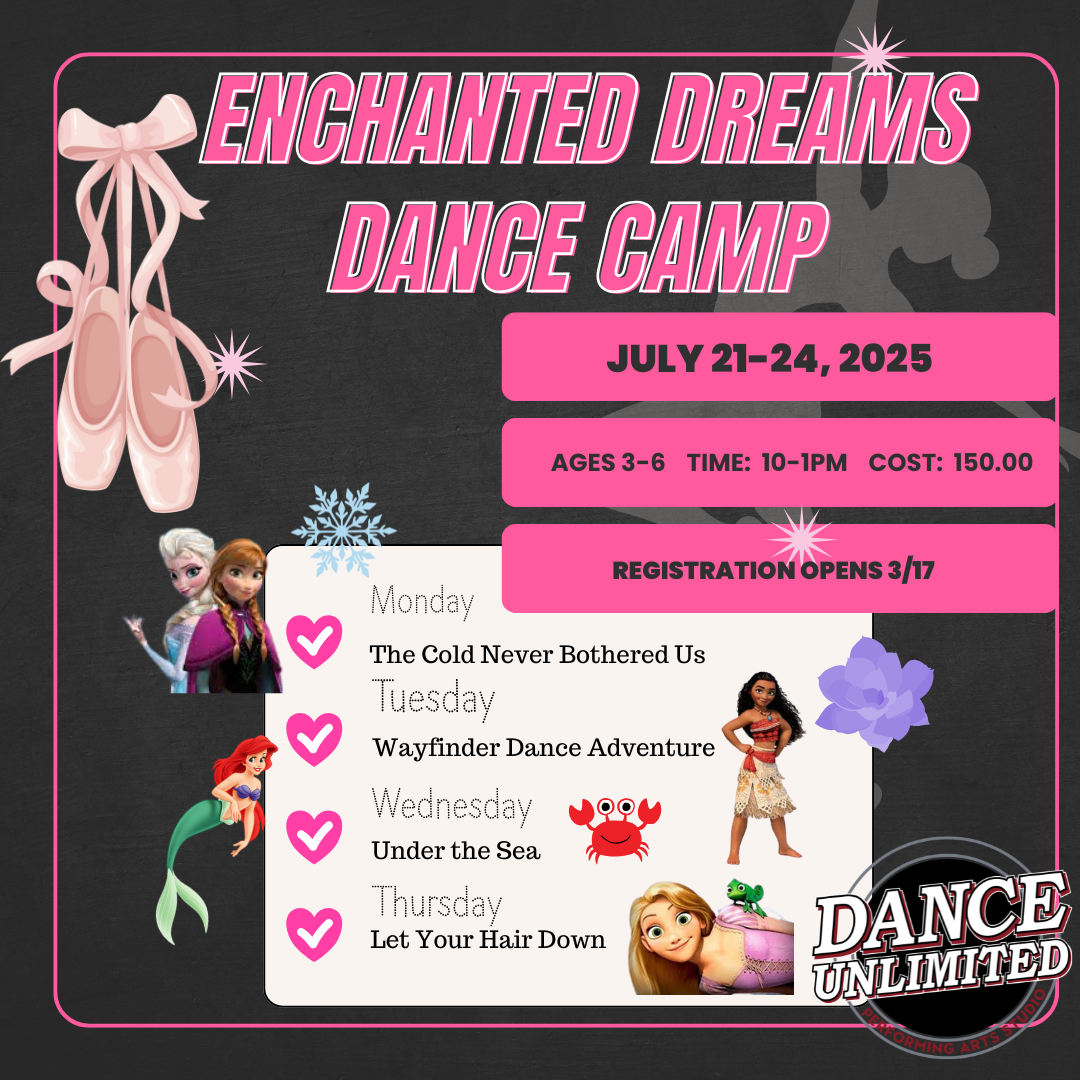 ENCHANTED DREAMS
DANCE CAMP
JULY 21-24, 2025
AGES 3-6 TIME: 10-1PM COST: 150.00
REGISTRATION OPENS 3/17
Monday
The Cold Never Bothered Us
Tuesday
Wayfinder Dance Adventure
Wednesday
Under the Sea
Thursday
Let Your Hair Down
DANCE
UNLIMITED
PERFORMING ARTS STUDIO